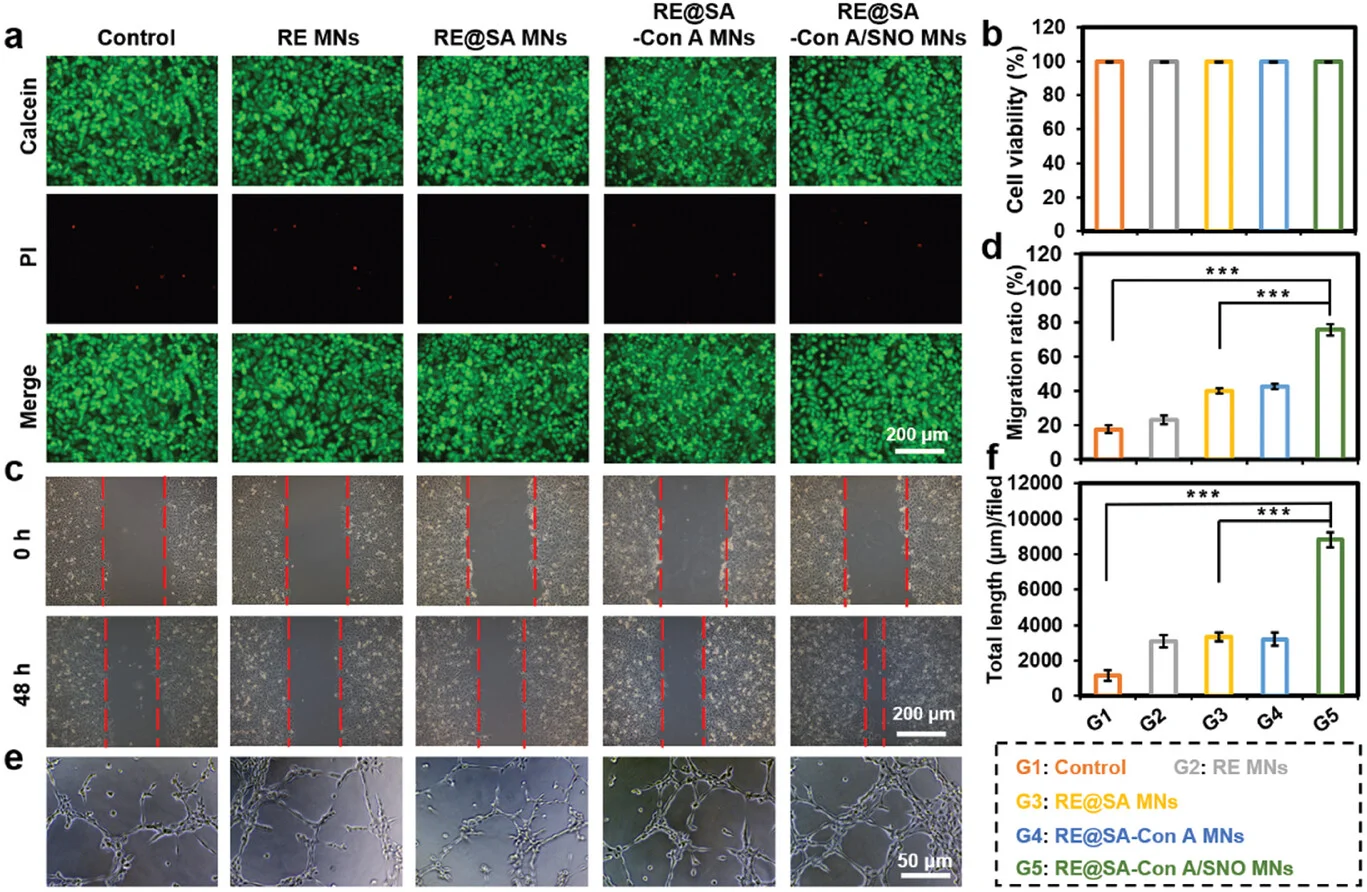 a
Control
RE MNs
RE@SA MNs
RE@SA
-Con A MNs
RE@SA
-Con A/SNO MNs
Calcein
PI
Merge
200 µm
b
Cell viability (%)
120
100
80
60
40
20
0
c
0 h
48 h
200 µm
d
Migration ratio (%)
120
100
80
60
40
20
0
***
***
e
50 µm
f
Total length (µm)/filed
12000
10000
8000
6000
4000
2000
0
***
***
G1
G2
G3
G4
G5
G1: Control G2: RE MNs
G3: RE@SA MNs
G4: RE@SA-Con A MNs
G5: RE@SA-Con A/SNO MNs